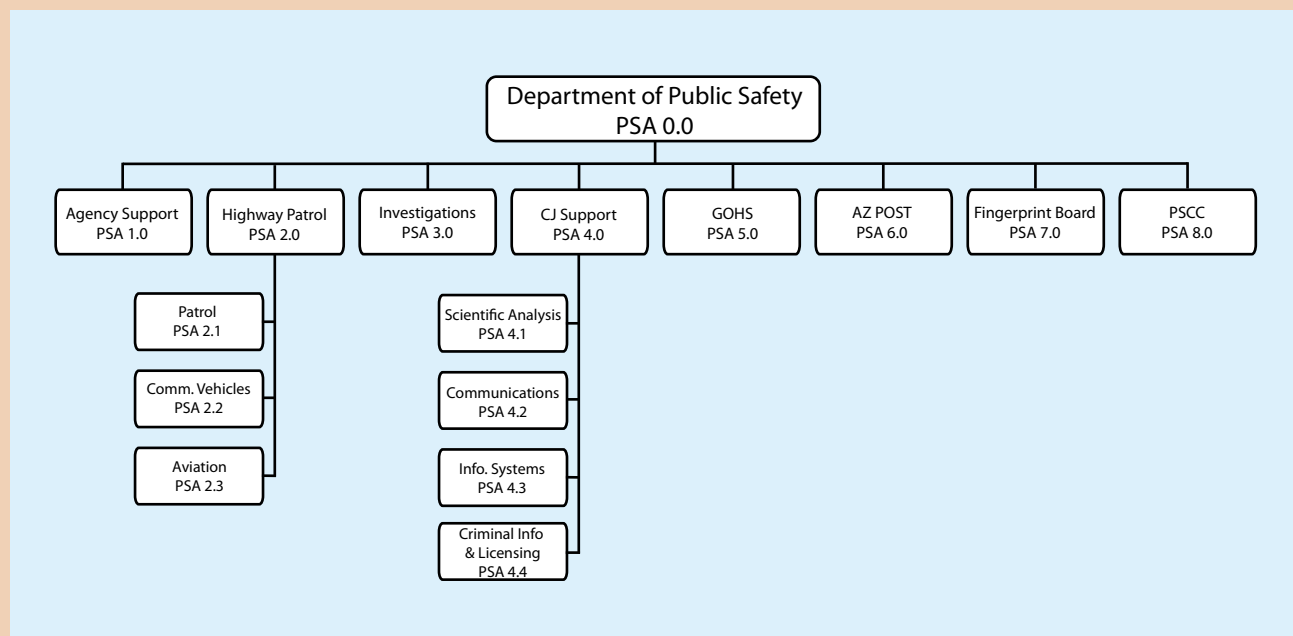 Department of Public Safety
PSA 0.0
Agency Support
PSA 1.0
Highway Patrol
PSA 2.0
Investigations
PSA 3.0
CJ Support
PSA 4.0
GOHS
PSA 5.0
AZ POST
PSA 6.0
Fingerprint Board
PSA 7.0
PSCC
PSA 8.0
Patrol
PSA 2.1
Comm. Vehicles
PSA 2.2
Aviation
PSA 2.3
Scientific Analysis
PSA 4.1
Communications
PSA 4.2
Info. Systems
PSA 4.3
Criminal Info
& Licensing
PSA 4.4